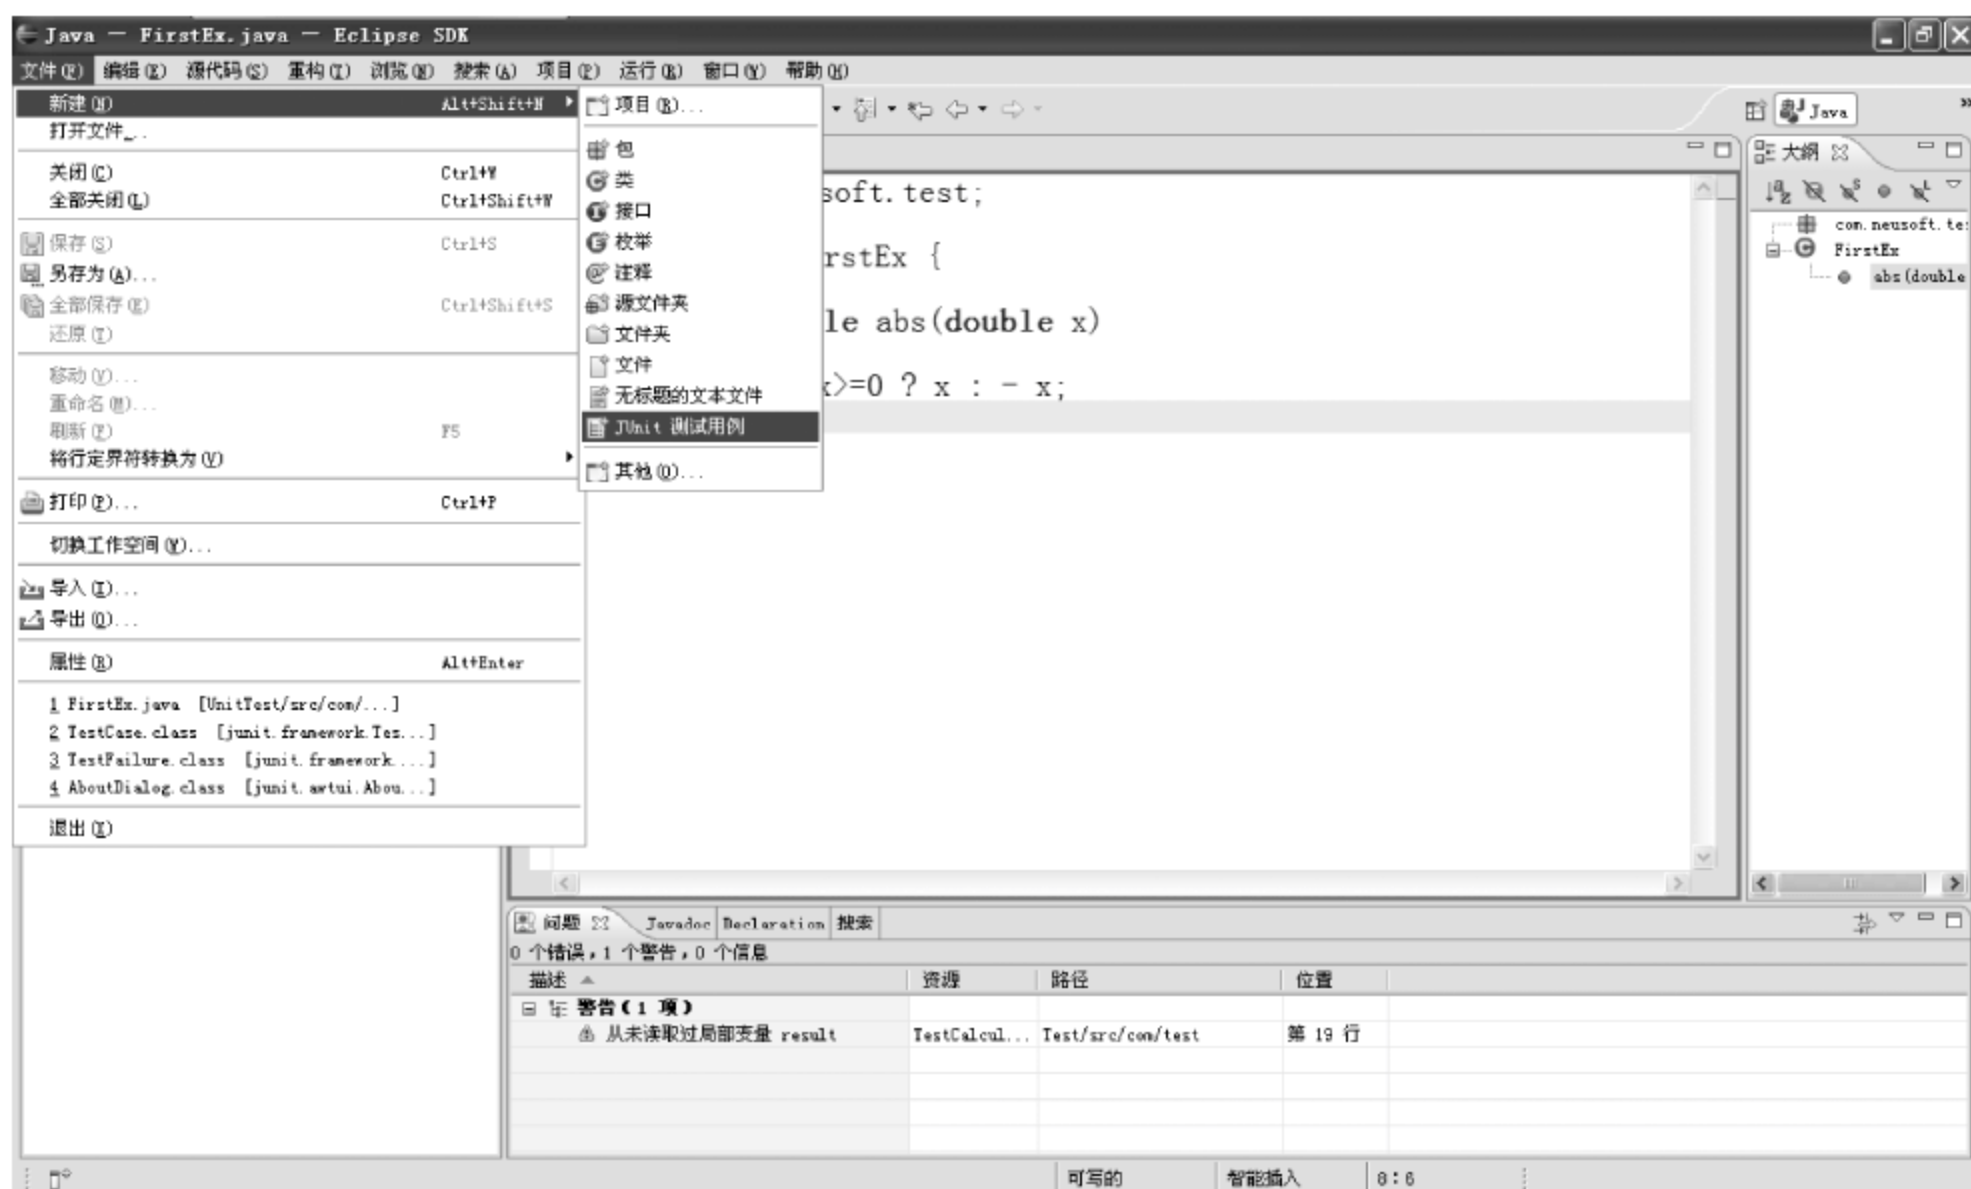 Java — FirstEx.java — Eclipse SDK
文件(F) 编辑(E) 源代码(S) 重构(T) 浏览(N) 搜索(A) 项目(P) 运行(R) 窗口(W) 帮助(H)
新建(N) Alt+Shift+N
打开文件...
关闭(C) Ctrl+W
全部关闭(L) Ctrl+Shift+W
保存(S) Ctrl+S
另存为(A)...
全部保存(E) Ctrl+Shift+S
还原(T)
移动(V)...
重命名(M)...
刷新(F) F5
将行定界符转换为(V)
打印(P)... Ctrl+P
切换工作空间(W)...
导入(I)...
导出(O)...
属性(R) Alt+Enter
1 FirstEx.java [UnitTest/src/com/...]
2 TestCase.class [junit.framework.Tes...]
3 TestFailure.class [junit.framework....]
4 AboutDialog.class [junit.awtui.Abou...]
退出(X)
项目(R)...
包
类
接口
枚举
注释
源文件夹
文件夹
文件
无标题的文本文件
JUnit 测试用例
其他(O)...
soft.test;
rstEx {
le abs(double x)
x>=0 ? x : - x;
Java
大纲
com.neusoft.te
FirstEx
abs(double
问题 Javadoc Declaration 搜索
0 个错误，1 个警告，0 个信息
描述 资源 路径 位置
警告(1 项)
从未读取过局部变量 result TestCalcul... Test/src/com/test 第 19 行
可写的 智能插入 8:6